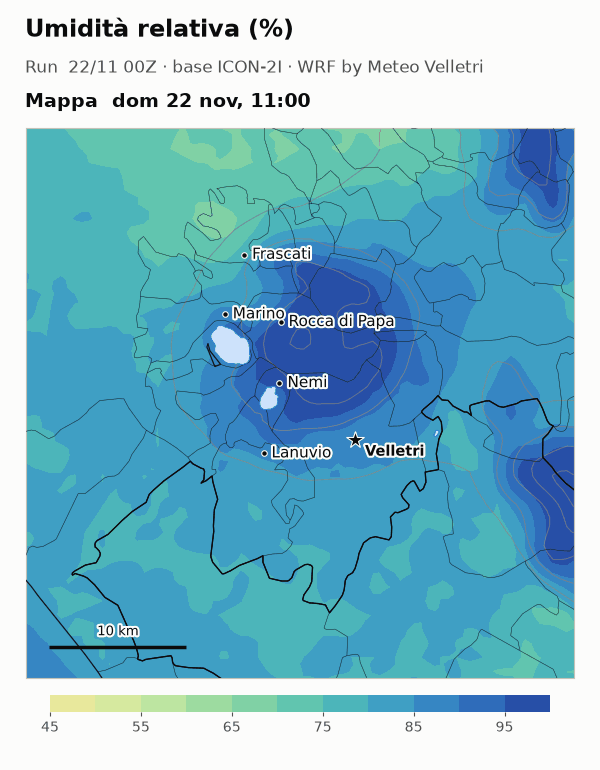 Umidità relativa (%)
Run  22/11 00Z · base ICON-2I · WRF by Meteo Velletri
Mappa  dom 22 nov, 11:00
Frascati
Marino
Rocca di Papa
Nemi
Velletri
Lanuvio
10 km
45 55 65 75 85 95